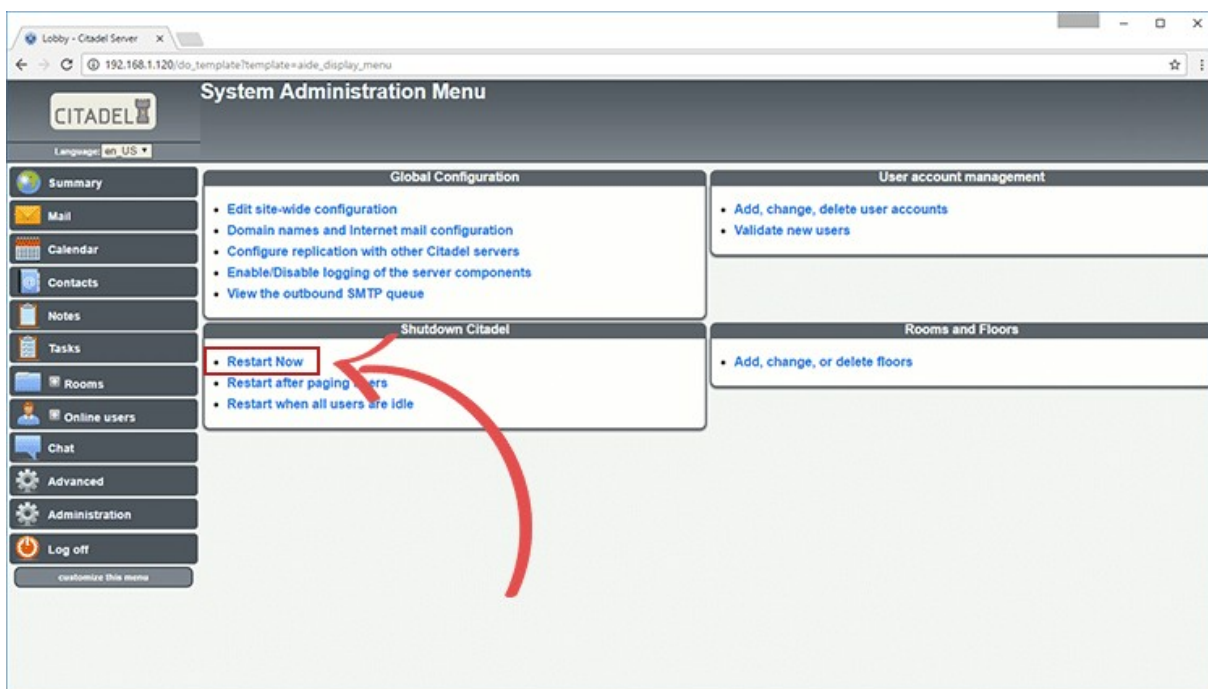 Lobby - Citadel Server
192.168.1.120/do_template?template=aide_display_menu
CITADEL
System Administration Menu
Language: en_US
Summary
Mail
Calendar
Contacts
Notes
Tasks
Rooms
Online users
Chat
Advanced
Administration
Log off
customize this menu
Global Configuration
Edit site-wide configuration
Domain names and Internet mail configuration
Configure replication with other Citadel servers
Enable/Disable logging of the server components
View the outbound SMTP queue
User account management
Add, change, delete user accounts
Validate new users
Shutdown Citadel
Restart Now
Restart after paging users
Restart when all users are idle
Rooms and Floors
Add, change, or delete floors